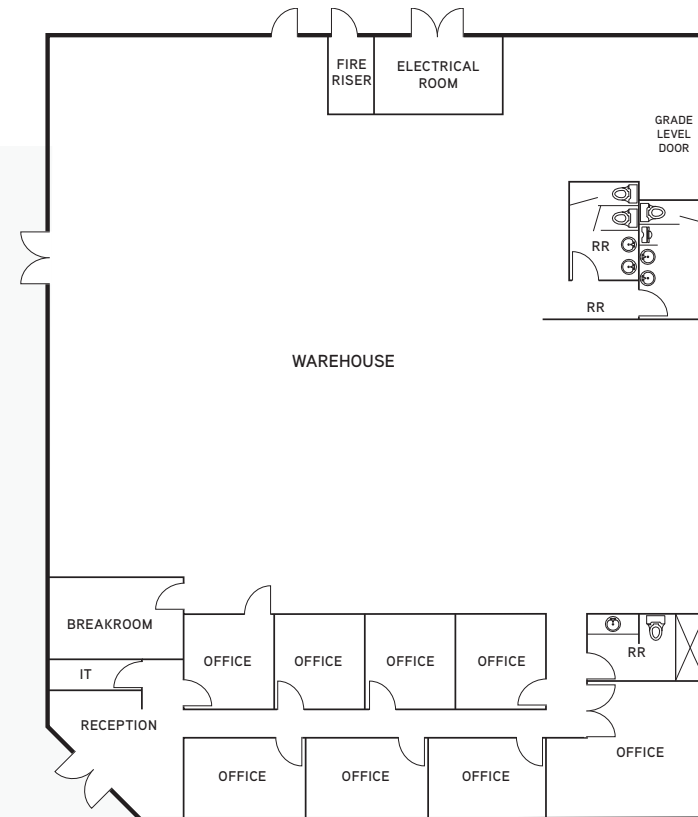 FIRE
RISER
ELECTRICAL
ROOM
GRADE
LEVEL
DOOR
RR
RR
WAREHOUSE
BREAKROOM
OFFICE
OFFICE
OFFICE
OFFICE
RR
IT
RECEPTION
OFFICE
OFFICE
OFFICE
OFFICE